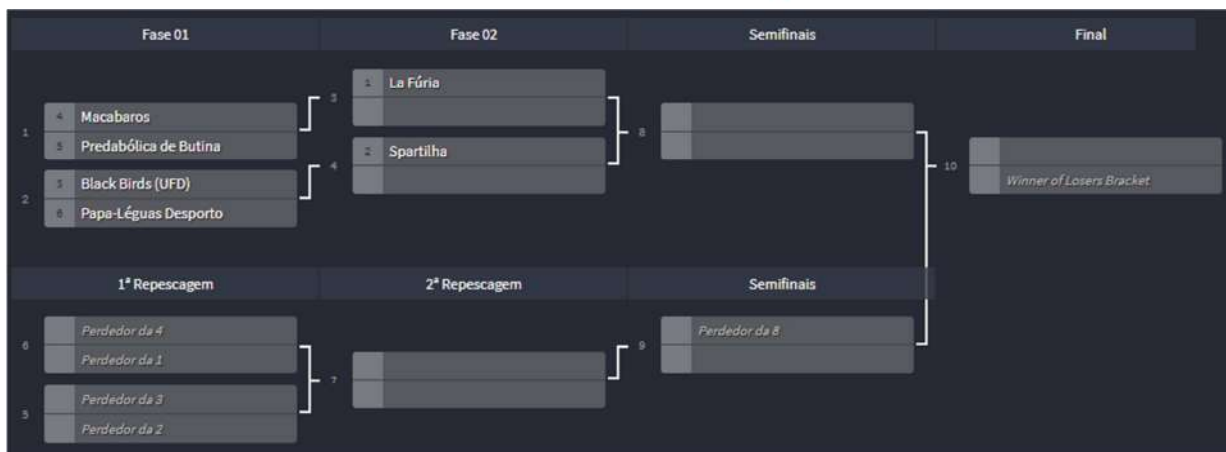 Fase 01
Fase 02
Semifinais
Final
1
4 Macabaros
5 Predabólica de Butina
2
3 Black Birds (UFD)
6 Papa-Léguas Desporto
3
1 La Fúria
4
2 Spartilha
8
10
Winner of Losers Bracket
1ª Repescagem
2ª Repescagem
Semifinais
6
Perdedor da 4
Perdedor da 1
5
Perdedor da 3
Perdedor da 2
7
9
Perdedor da 8